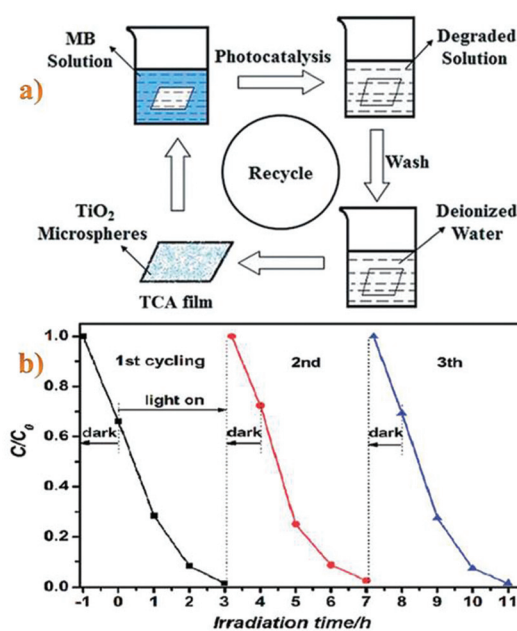 a)
MB
Solution
Photocatalysis
Degraded
Solution
Recycle
Wash
TiO2
Microspheres
TCA film
Deionized
Water
b)
C/C0
1.0
0.8
0.6
0.4
0.2
0.0
1st cycling
2nd
3th
light on
dark
dark
dark
-1 0 1 2 3 4 5 6 7 8 9 10 11
Irradiation time/h